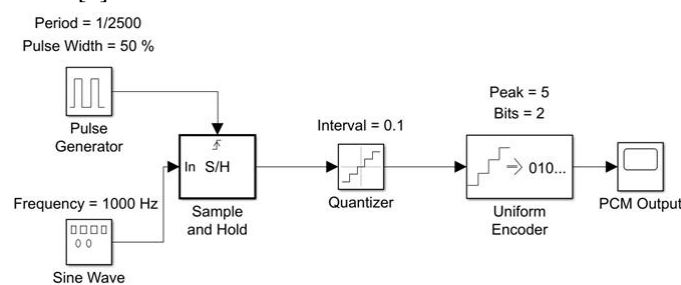 Period = 1/2500
Pulse Width = 50 %
Pulse
Generator
In S/H
Sample
and Hold
Frequency = 1000 Hz
Sine Wave
Interval = 0.1
Quantizer
Peak = 5
Bits = 2
010...
Uniform
Encoder
PCM Output